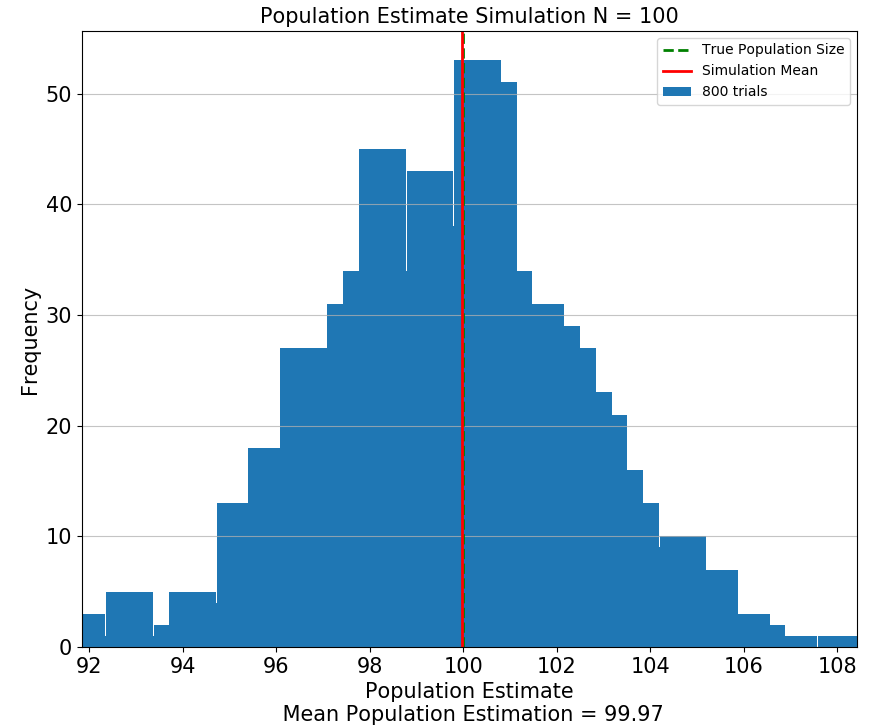 Population Estimate Simulation N = 100
True Population Size
Simulation Mean
800 trials
50
40
30
20
10
0
Frequency
92 94 96 98 100 102 104 106 108
Population Estimate
Mean Population Estimation = 99.97